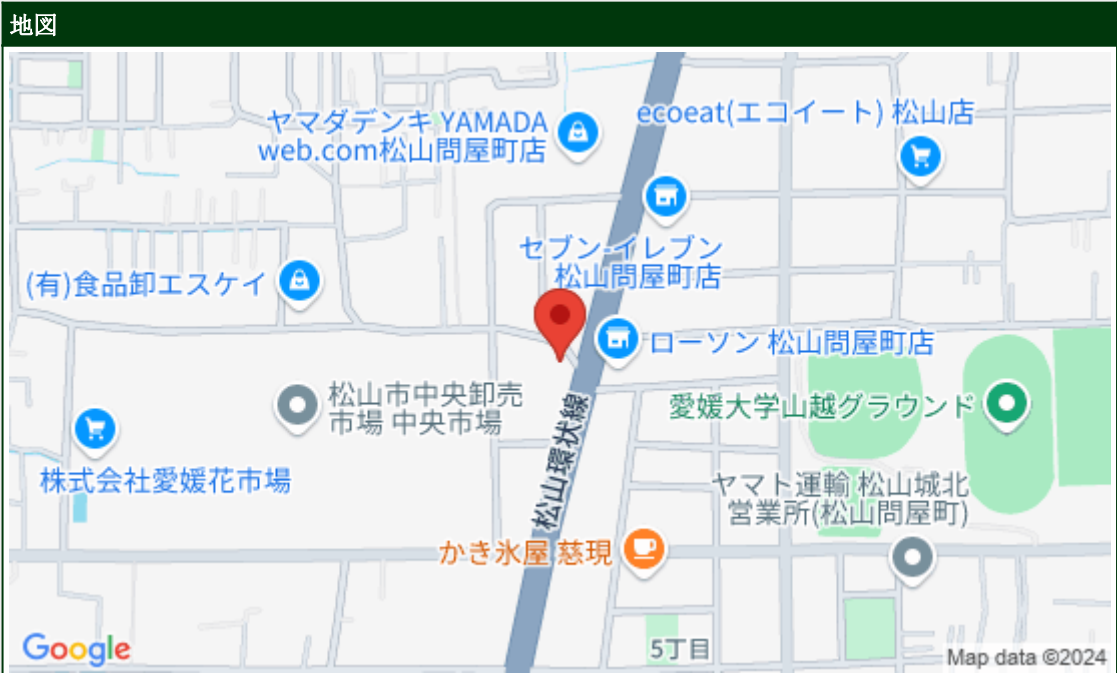 地図
ヤマダデンキ YAMADA
web.com松山問屋町店
ecoeat(エコイート) 松山店
セブン-イレブン
松山問屋町店
(有)食品卸エスケイ
ローソン 松山問屋町店
松山市中央卸売
市場 中央市場
愛媛大学山越グラウンド
株式会社愛媛花市場
松山環状線
ヤマト運輸 松山城北
営業所(松山問屋町)
かき氷屋 慈現
5丁目
Google
Map data ©2024